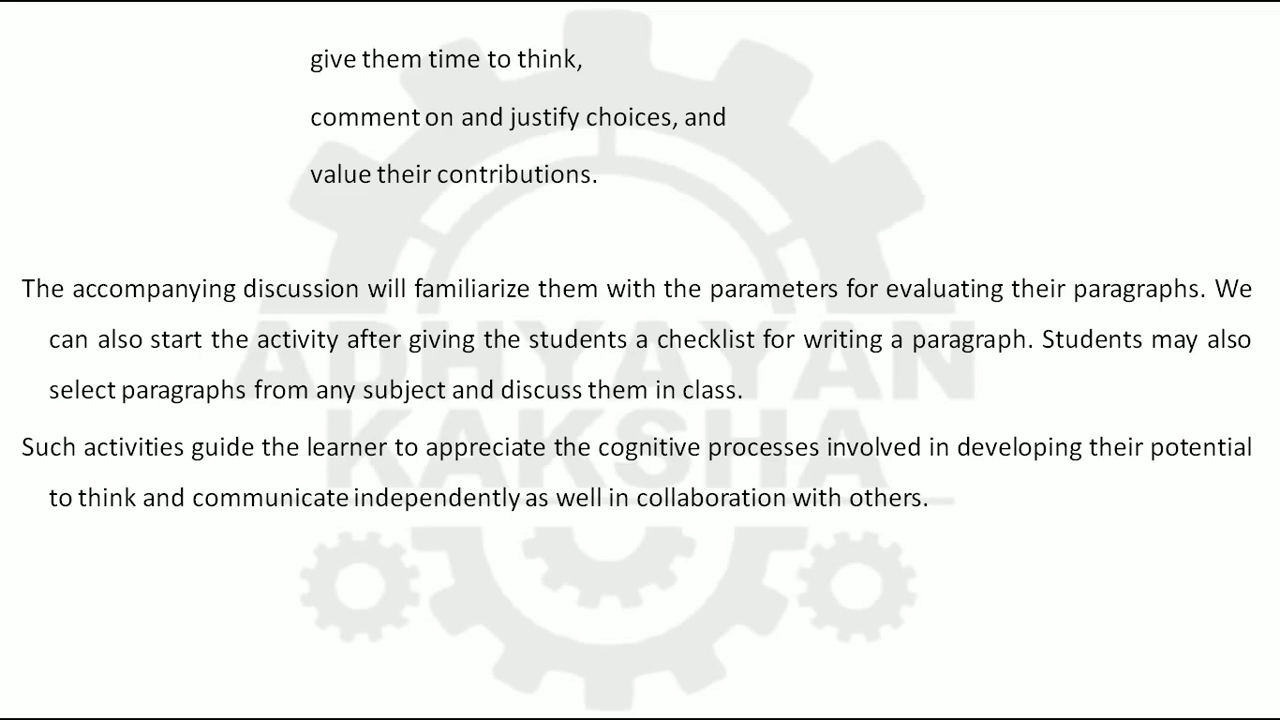 give them time to think,
comment on and justify choices, and
value their contributions.
The accompanying discussion will familiarize them with the parameters for evaluating their paragraphs. We
can also start the activity after giving the students a checklist for writing a paragraph. Students may also
select paragraphs from any subject and discuss them in class.
Such activities guide the learner to appreciate the cognitive processes involved in developing their potential
to think and communicate independently as well in collaboration with others.
ADHYAYAN
KAKSHA